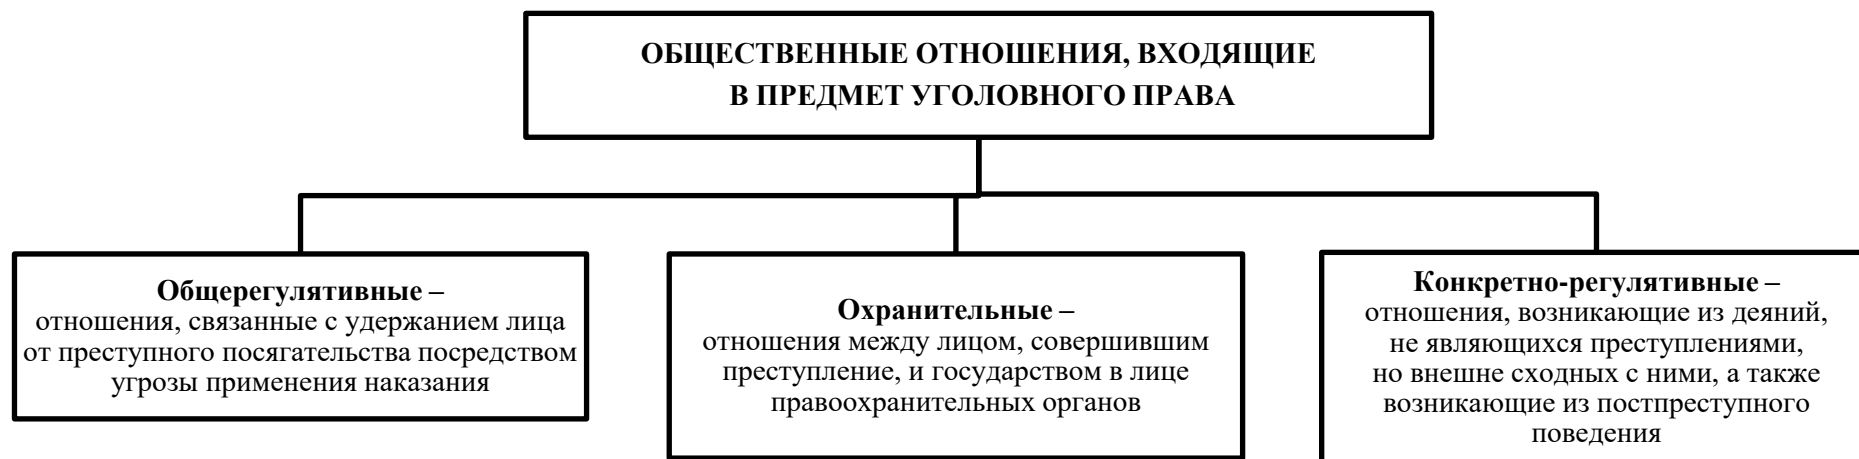 ОБЩЕСТВЕННЫЕ ОТНОШЕНИЯ, ВХОДЯЩИЕ
В ПРЕДМЕТ УГОЛОВНОГО ПРАВА
Общерегулятивные –
отношения, связанные с удержанием лица
от преступного посягательства посредством
угрозы применения наказания
Охранительные –
отношения между лицом, совершившим
преступление, и государством в лице
правоохранительных органов
Конкретно-регулятивные –
отношения, возникающие из деяний,
не являющихся преступлениями,
но внешне сходных с ними, а также
возникающие из постпреступного
поведения